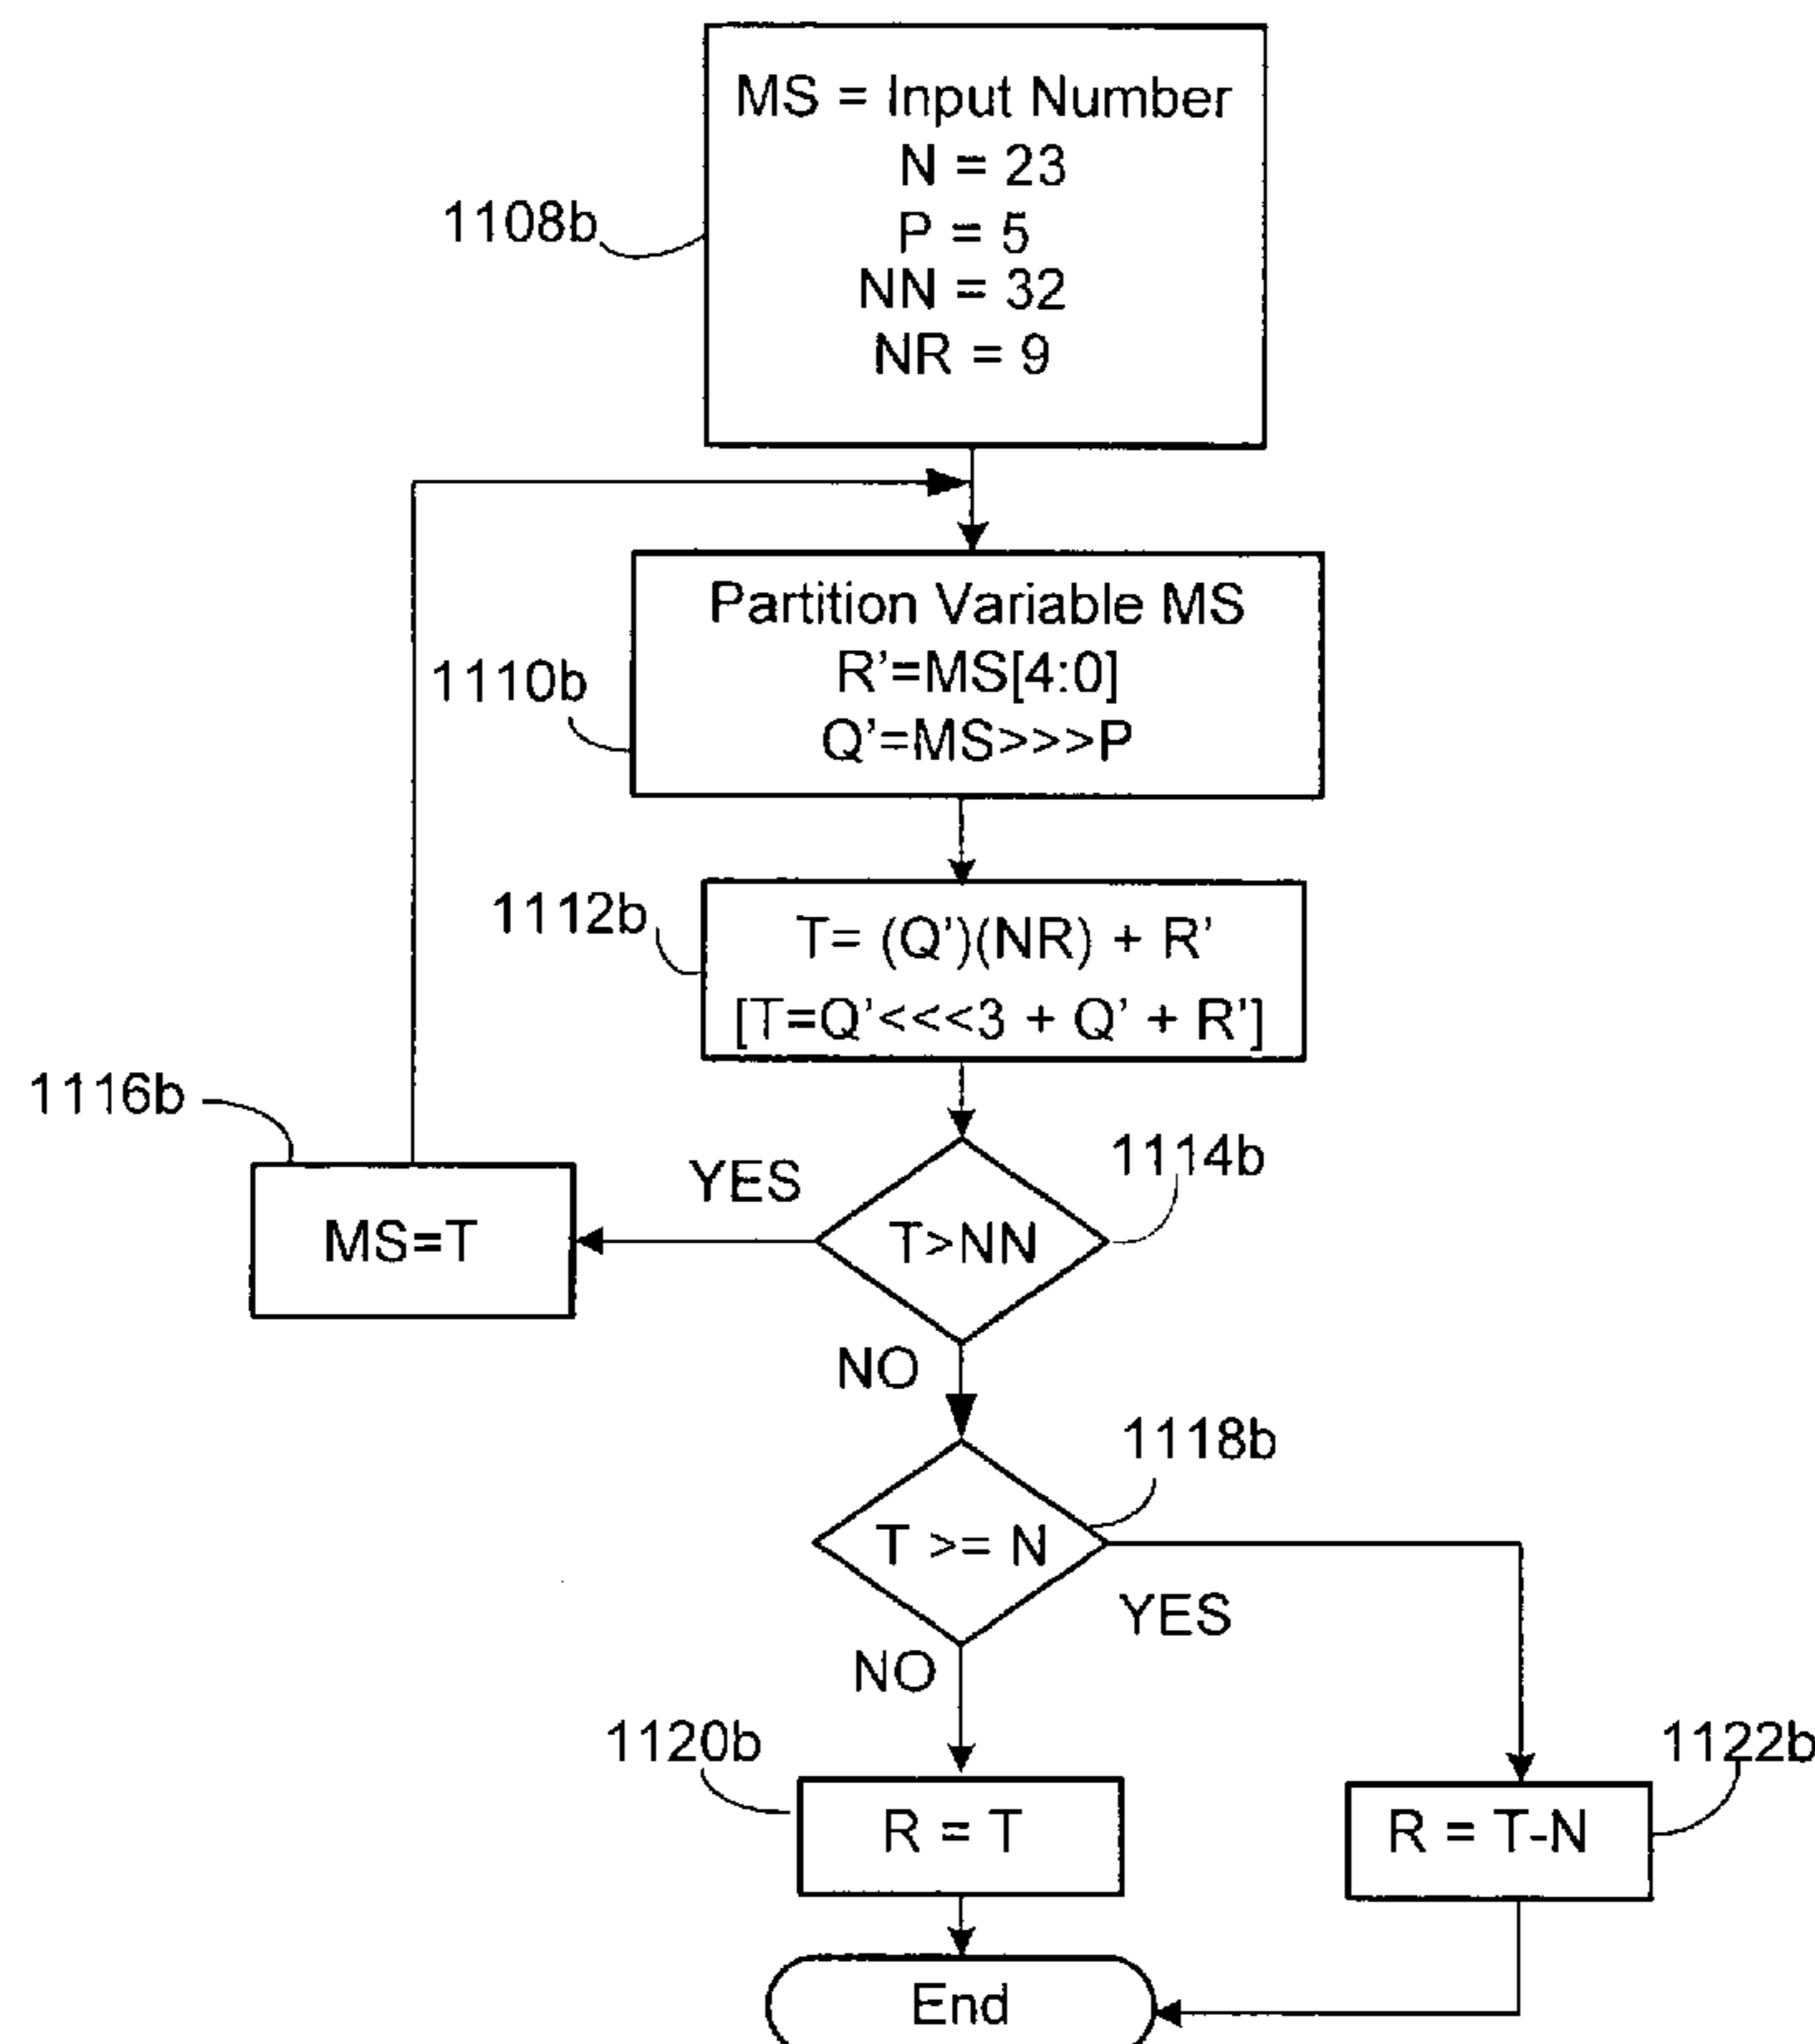 MS = Input Number
N = 23
P = 5
NN = 32
NR = 9
1108b
Partition Variable MS
R'=MS[4:0]
Q'=MS>>>P
1110b
1112b
T= (Q')(NR) + R'
[T=Q'<<<3 + Q' + R']
1116b
MS=T
YES
T>NN
1114b
NO
1118b
T >= N
YES
NO
1120b
R = T
1122b
R = T-N
End